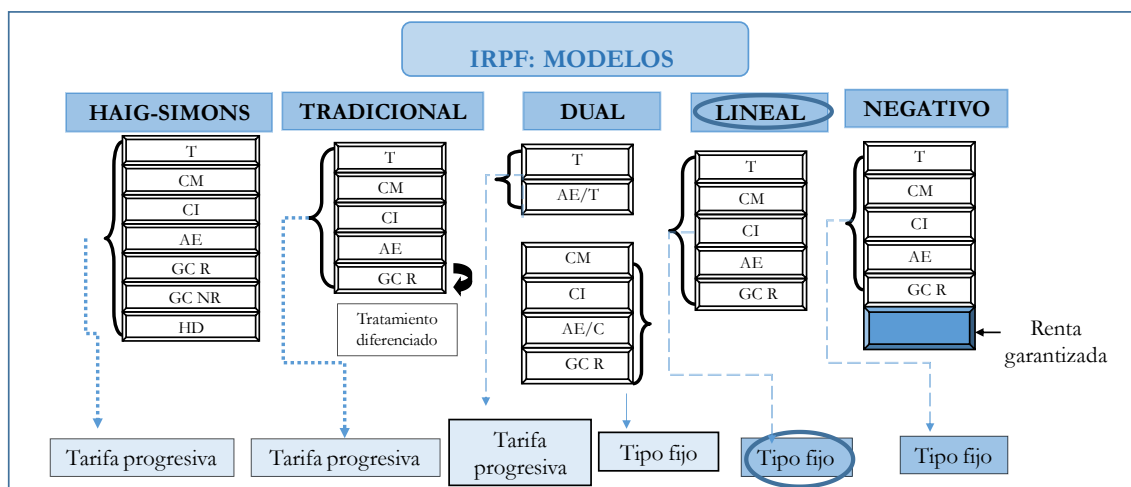 IRPF: MODELOS
HAIG-SIMONS
T
CM
CI
AE
GC R
GC NR
HD
Tarifa progresiva
TRADICIONAL
T
CM
CI
AE
GC R
Tratamiento
diferenciado
Tarifa progresiva
DUAL
T
AE/T
CM
CI
AE/C
GC R
Tarifa
progresiva
Tipo fijo
LINEAL
T
CM
CI
AE
GC R
Tipo fijo
NEGATIVO
T
CM
CI
AE
GC R
Renta
garantizada
Tipo fijo